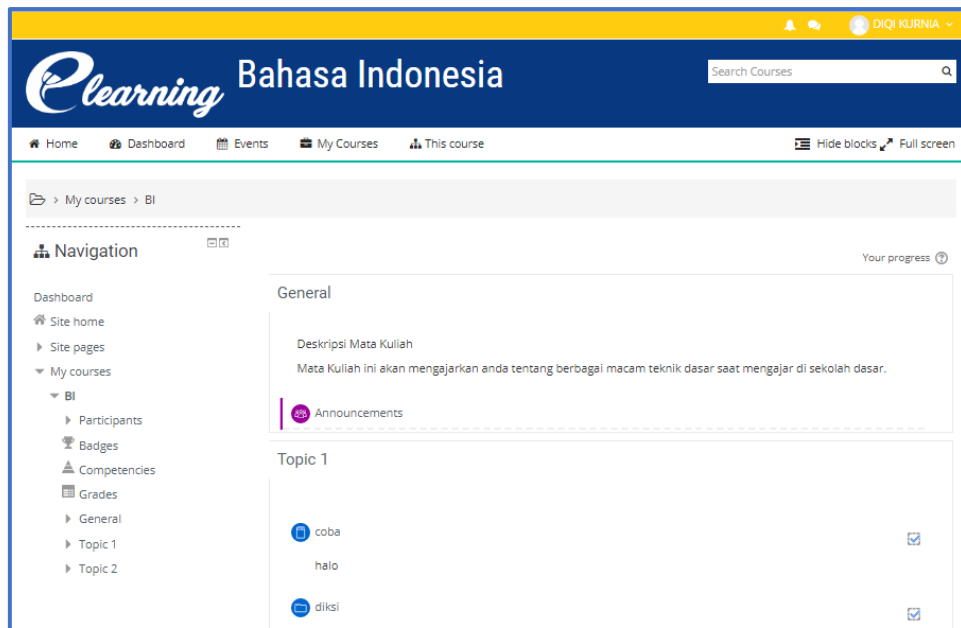 DIQI KURNIA
elearning Bahasa Indonesia
Search Courses
Home Dashboard Events My Courses This course Hide blocks Full screen
> My courses > BI
Navigation
Your progress
Dashboard
Site home
Site pages
My courses
BI
Participants
Badges
Competencies
Grades
General
Topic 1
Topic 2
General
Deskripsi Mata Kuliah
Mata Kuliah ini akan mengajarkan anda tentang berbagai macam teknik dasar saat mengajar di sekolah dasar.
Announcements
Topic 1
coba
halo
diksi